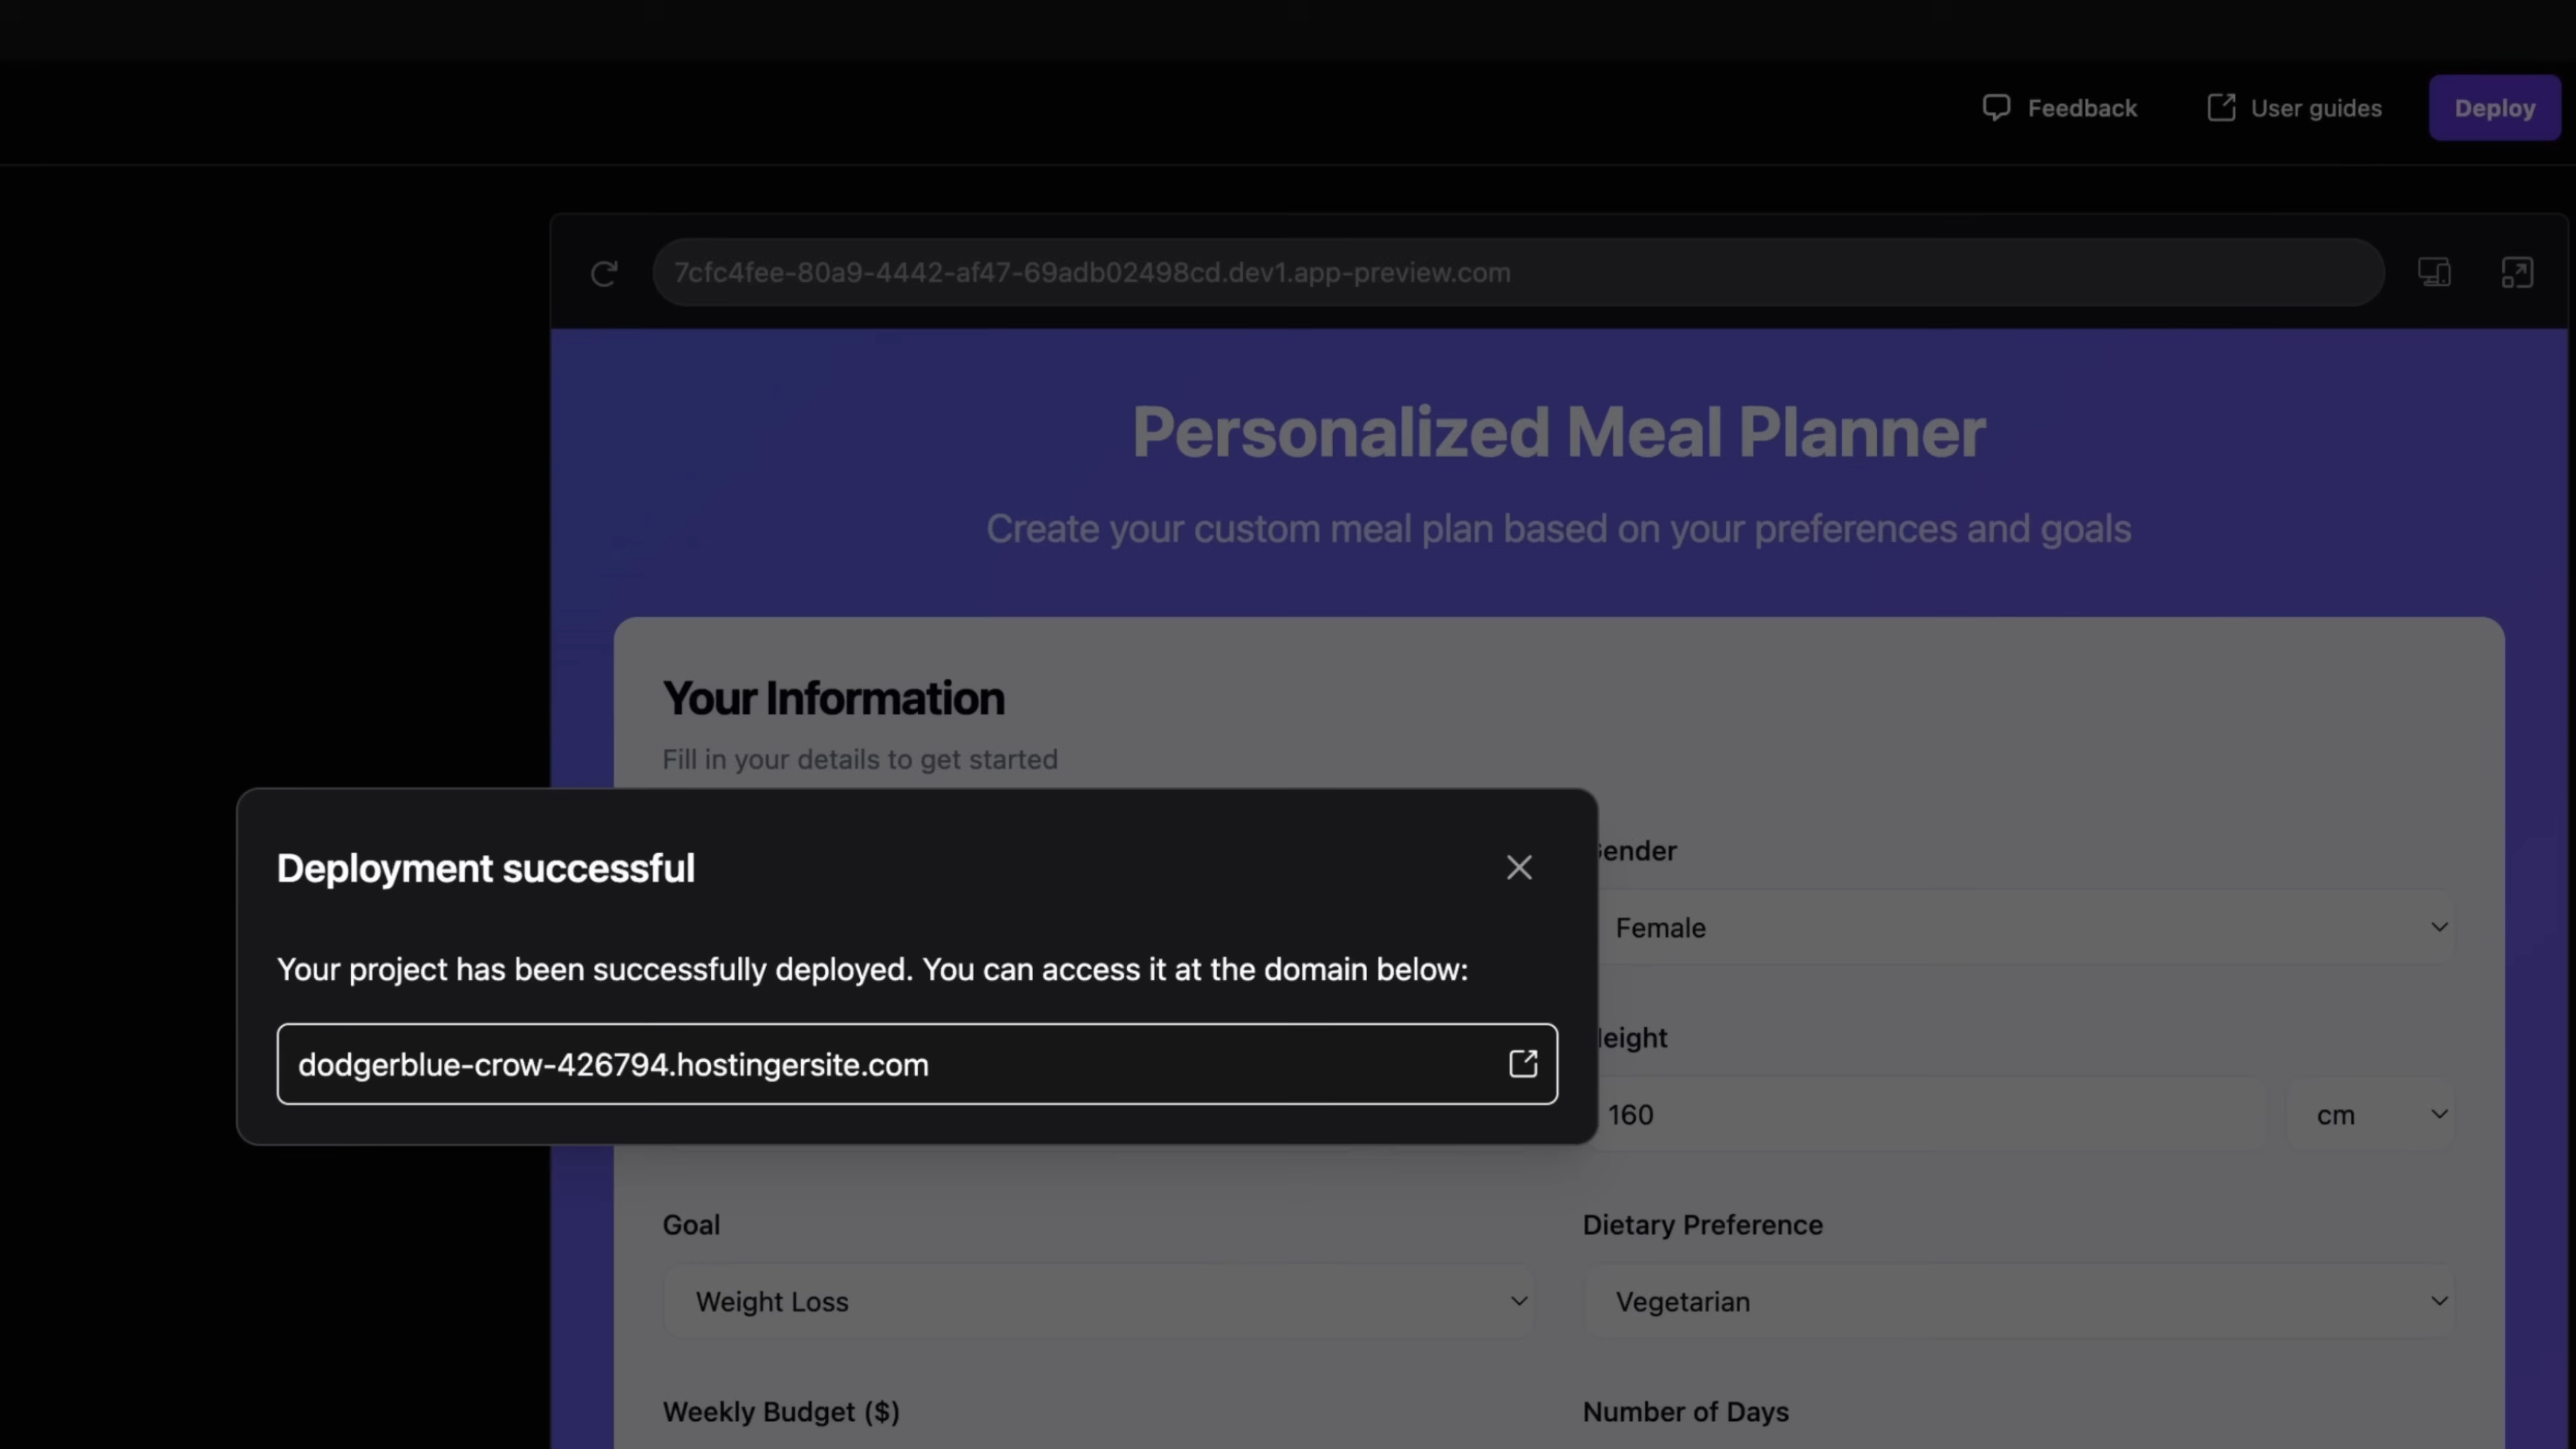 Feedback
User guides
Deploy
7cfc4fee-80a9-4442-af47-69adb02498cd.dev1.app-preview.com
Personalized Meal Planner
Create your custom meal plan based on your preferences and goals
Your Information
Fill in your details to get started
Deployment successful
Your project has been successfully deployed. You can access it at the domain below:
dodgerblue-crow-426794.hostingersite.com
ender
Female
eight
160
cm
Goal
Dietary Preference
Weight Loss
Vegetarian
Weekly Budget ($)
Number of Days